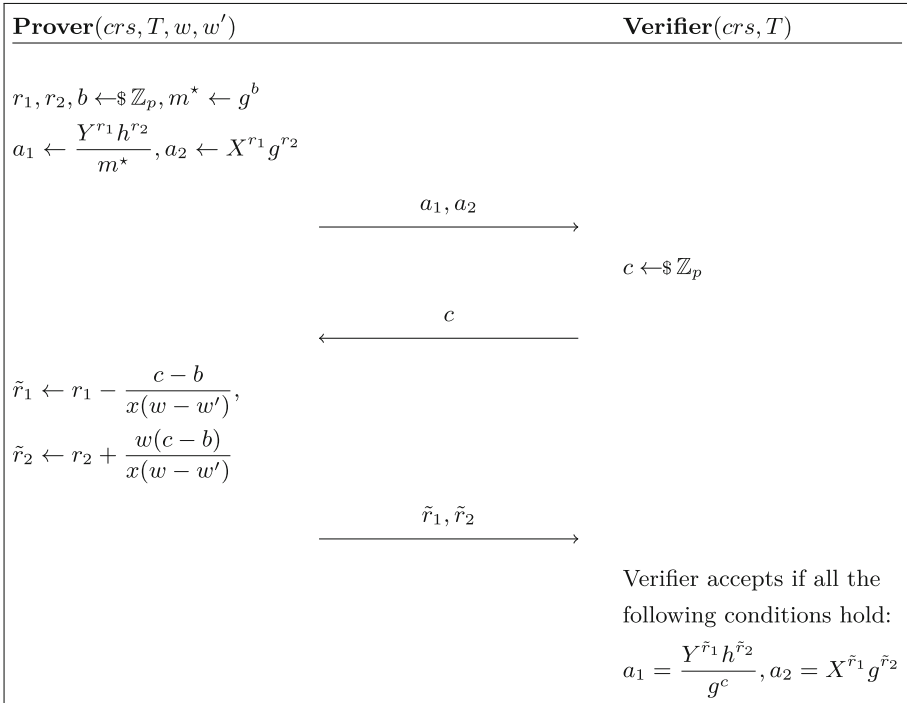 Prover(crs, T, w, w′) Verifier(crs, T)
r₁, r₂, b ←$ ℤₚ, m* ← gᵇ
a₁ ← Y^{r₁} h^{r₂} / m*, a₂ ← X^{r₁} g^{r₂}
a₁, a₂
c ←$ ℤₚ
c
r̃₁ ← r₁ − (c − b) / x(w − w′),
r̃₂ ← r₂ + w(c − b) / x(w − w′)
r̃₁, r̃₂
Verifier accepts if all the
following conditions hold:
a₁ = Y^{r̃₁} h^{r̃₂} / g^c, a₂ = X^{r̃₁} g^{r̃₂}